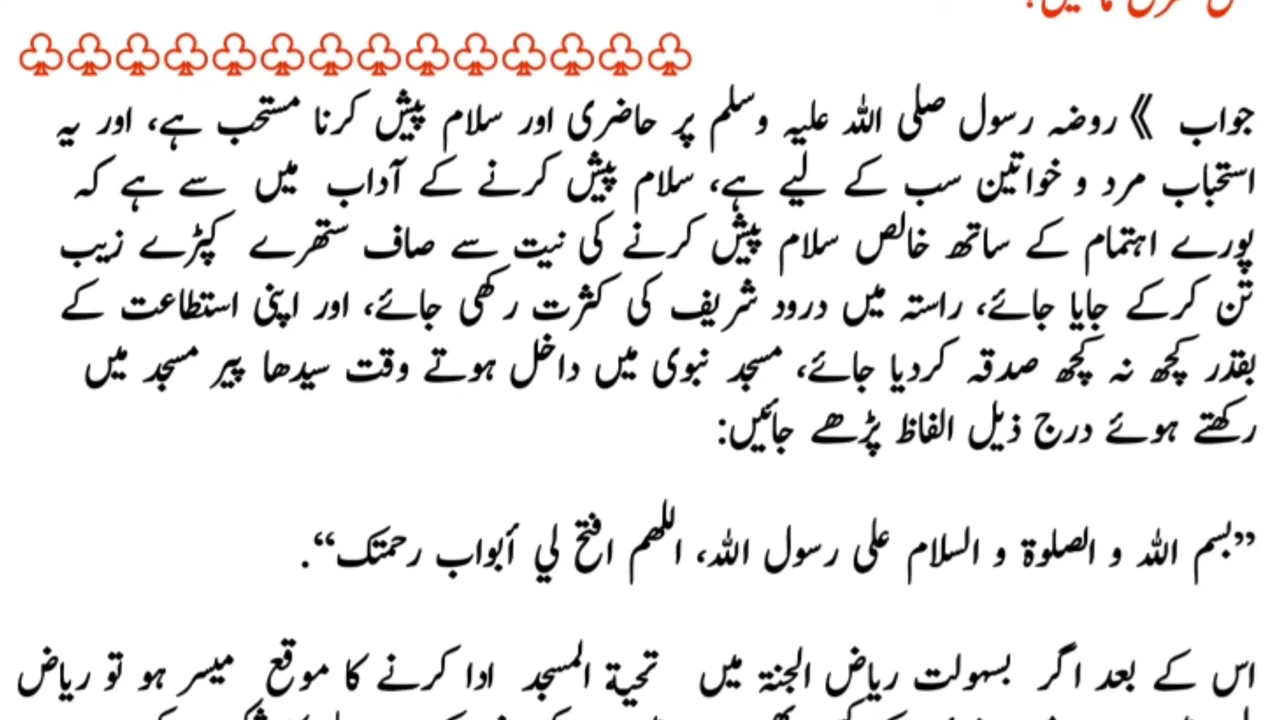 جواب 》 روضہ رسول صلی اللہ علیہ وسلم پر حاضری اور سلام پیش کرنا مستحب ہے، اور یہ
استحباب مرد و خواتین سب کے لیے ہے، سلام پیش کرنے کے آداب میں سے ہے کہ
پورے اہتمام کے ساتھ خالص سلام پیش کرنے کی نیت سے صاف ستھرے کپڑے زیب
تن کرکے جایا جائے، راستہ میں درود شریف کی کثرت رکھی جائے، اور اپنی استطاعت کے
بقدر کچھ نہ کچھ صدقہ کردیا جائے، مسجد نبوی میں داخل ہوتے وقت سیدھا پیر مسجد میں
رکھتے ہوئے درج ذیل الفاظ پڑھے جائیں:
”بسم اللہ و الصلوة و السلام علی رسول اللہ، اللھم افتح لي أبواب رحمتک“.
اس کے بعد اگر بسہولت ریاض الجنة میں تحیة المسجد ادا کرنے کا موقع میسر ہو تو ریاض